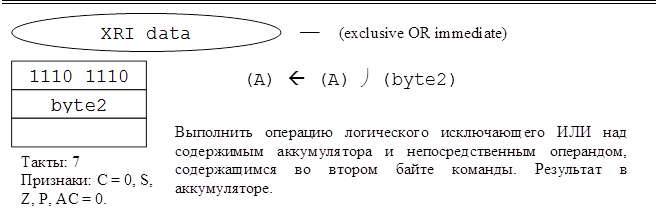 XRI data — (exclusive OR immediate)
1110 1110
(A) ← (A) ⌡ (byte2)
byte2
Выполнить операцию логического исключающего ИЛИ над
содержимым аккумулятора и непосредственным операндом,
содержащимся во втором байте команды. Результат в
аккумуляторе.
Такты: 7
Признаки: C = 0, S,
Z, P, AC = 0.